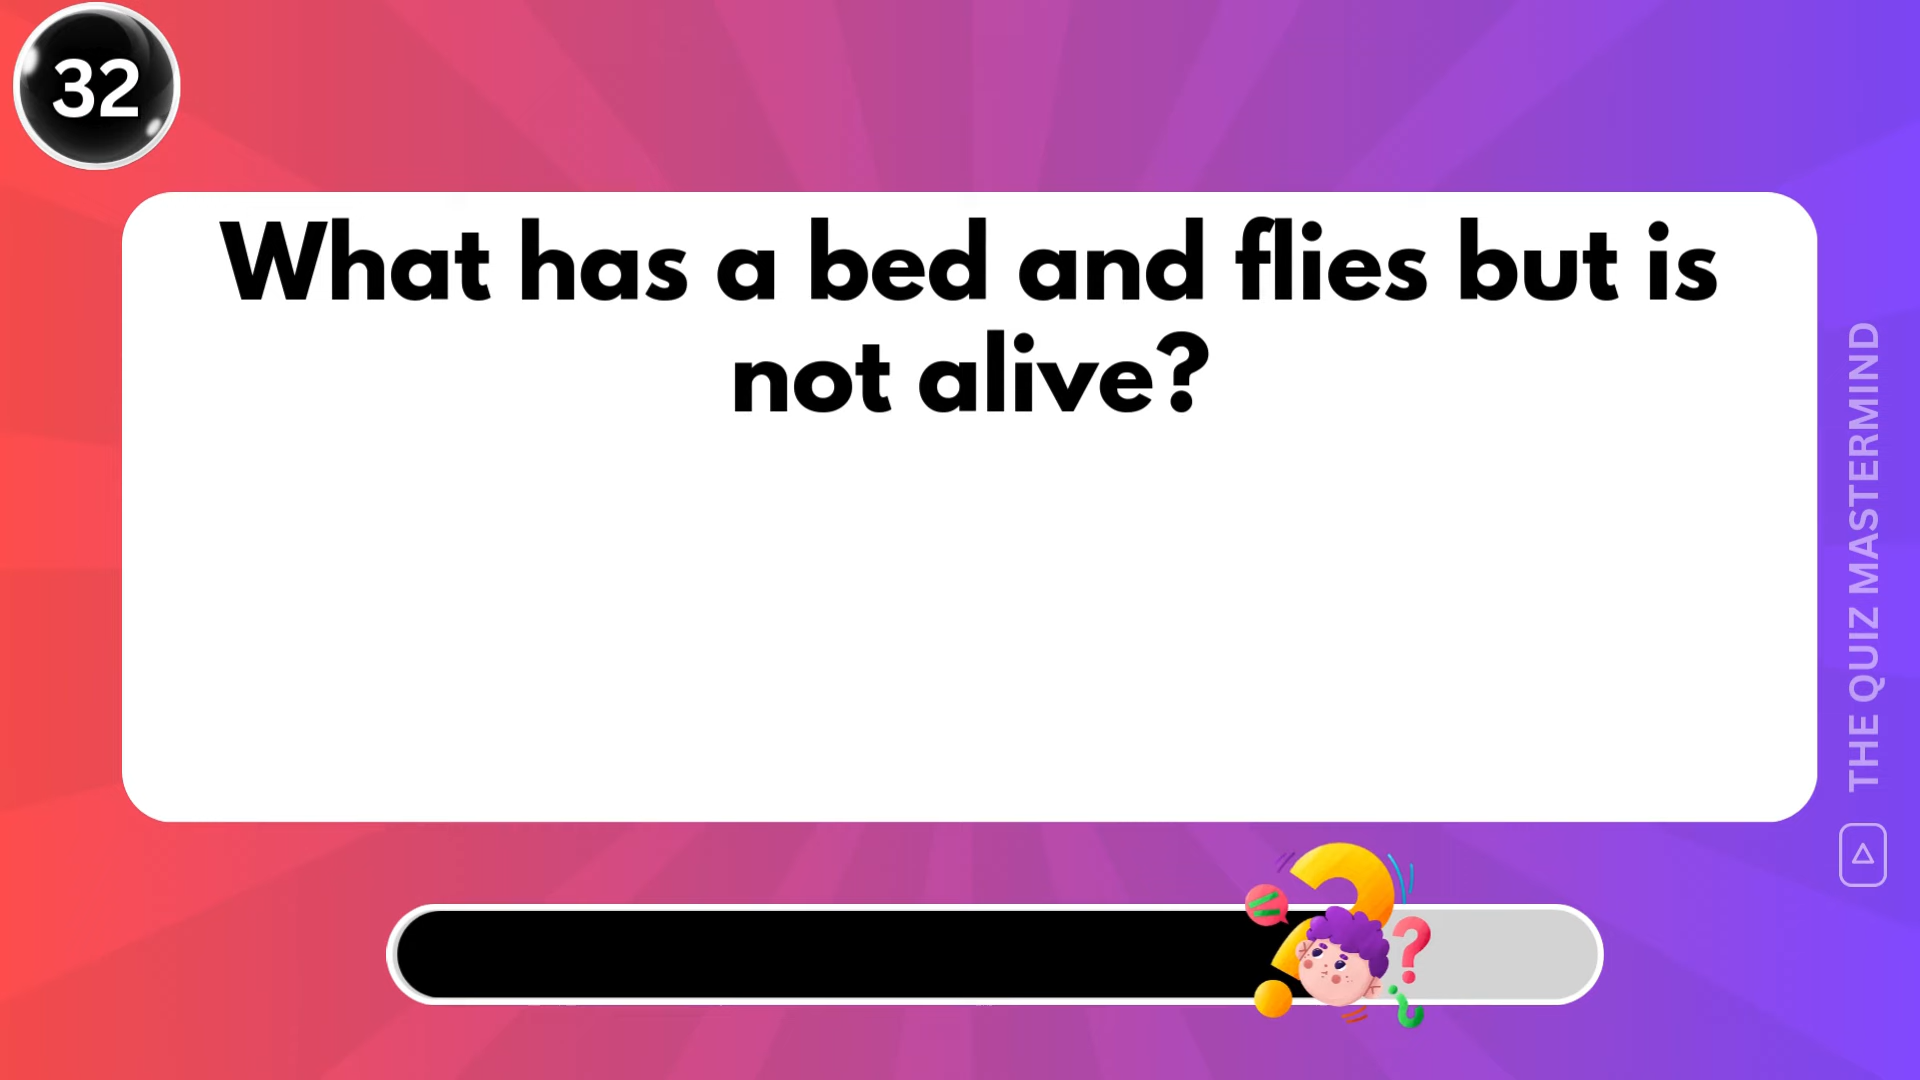 32
What has a bed and flies but is
not alive?
THE QUIZ MASTERMIND